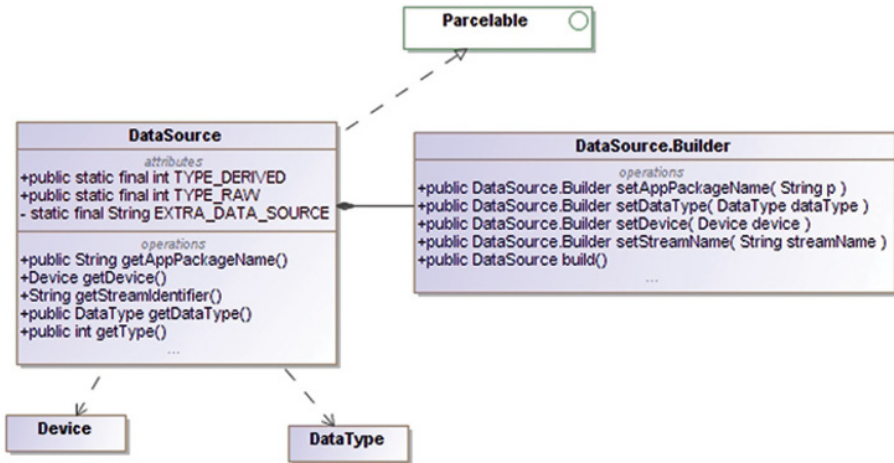 Parcelable
DataSource
attributes
+public static final int TYPE_DERIVED
+public static final int TYPE_RAW
- static final String EXTRA_DATA_SOURCE
operations
+public String getAppPackageName()
+Device getDevice()
+String getStreamIdentifier()
+public DataType getDataType()
+public int getType()
...
DataSource.Builder
operations
+public DataSource.Builder setAppPackageName( String p )
+public DataSource.Builder setDataType( DataType dataType )
+public DataSource.Builder setDevice( Device device )
+public DataSource.Builder setStreamName( String streamName )
+public DataSource build()
...
Device
DataType